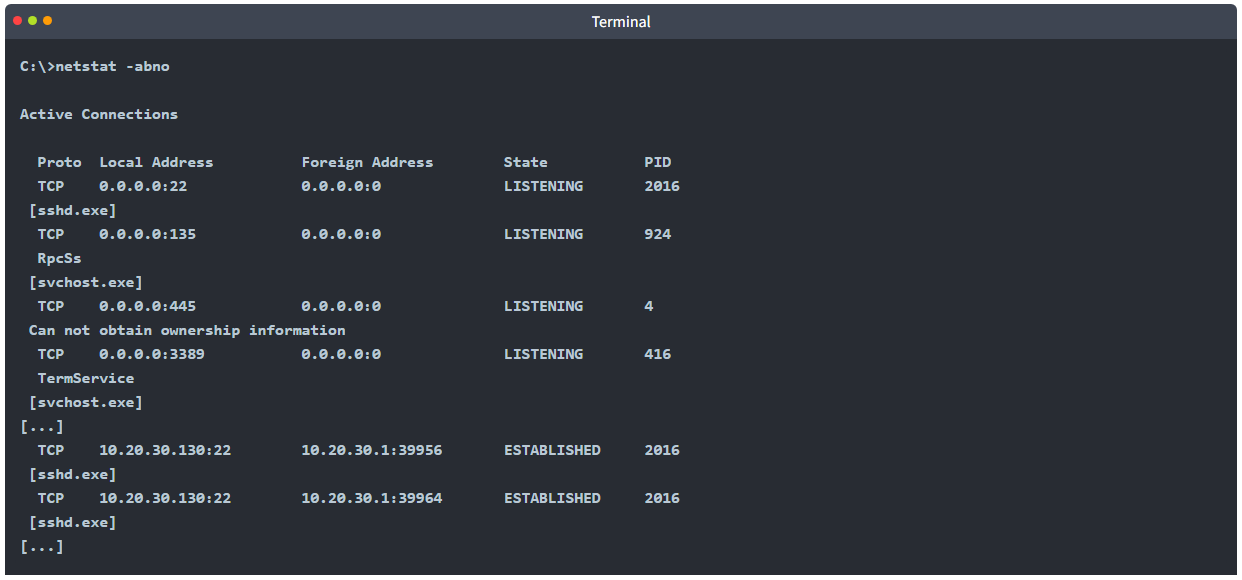 Terminal
C:\>netstat -abno
Active Connections
Proto  Local Address          Foreign Address        State           PID
TCP    0.0.0.0:22             0.0.0.0:0              LISTENING       2016
[sshd.exe]
TCP    0.0.0.0:135            0.0.0.0:0              LISTENING       924
RpcSs
[svchost.exe]
TCP    0.0.0.0:445            0.0.0.0:0              LISTENING       4
Can not obtain ownership information
TCP    0.0.0.0:3389           0.0.0.0:0              LISTENING       416
TermService
[svchost.exe]
[...]
TCP    10.20.30.130:22        10.20.30.1:39956       ESTABLISHED     2016
[sshd.exe]
TCP    10.20.30.130:22        10.20.30.1:39964       ESTABLISHED     2016
[sshd.exe]
[...]